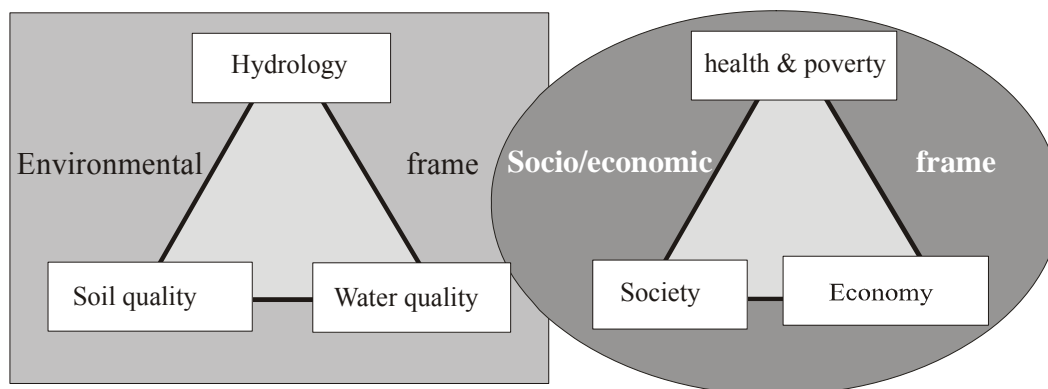 Hydrology
Environmental frame
Soil quality
Water quality
health & poverty
Socio/economic frame
Society
Economy